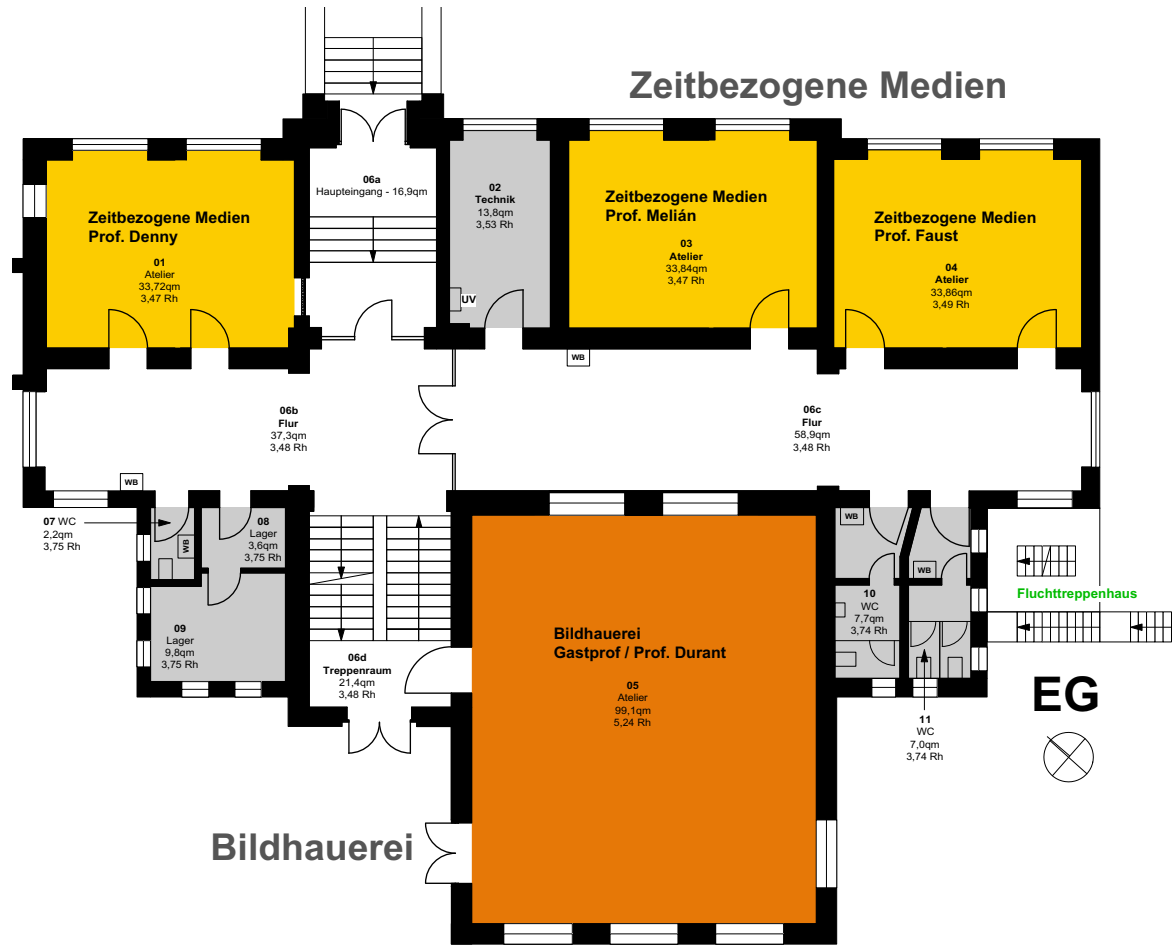 Zeitbezogene Medien
06a
Haupteingang - 16,9qm
02
Technik
13,8qm
3,53 Rh
UV
Zeitbezogene Medien
Prof. Denny
01
Atelier
33,72qm
3,47 Rh
Zeitbezogene Medien
Prof. Melián
03
Atelier
33,84qm
3,47 Rh
Zeitbezogene Medien
Prof. Faust
04
Atelier
33,86qm
3,49 Rh
WB
06b
Flur
37,3qm
3,48 Rh
06c
Flur
58,9qm
3,48 Rh
WB
07 WC
2,2qm
3,75 Rh
WB
08
Lager
3,6qm
3,75 Rh
09
Lager
9,8qm
3,75 Rh
06d
Treppenraum
21,4qm
3,48 Rh
Bildhauerei
Gastprof / Prof. Durant
05
Atelier
99,1qm
5,24 Rh
WB
WB
10
WC
7,7qm
3,74 Rh
11
WC
7,0qm
3,74 Rh
Fluchttreppenhaus
EG
Bildhauerei